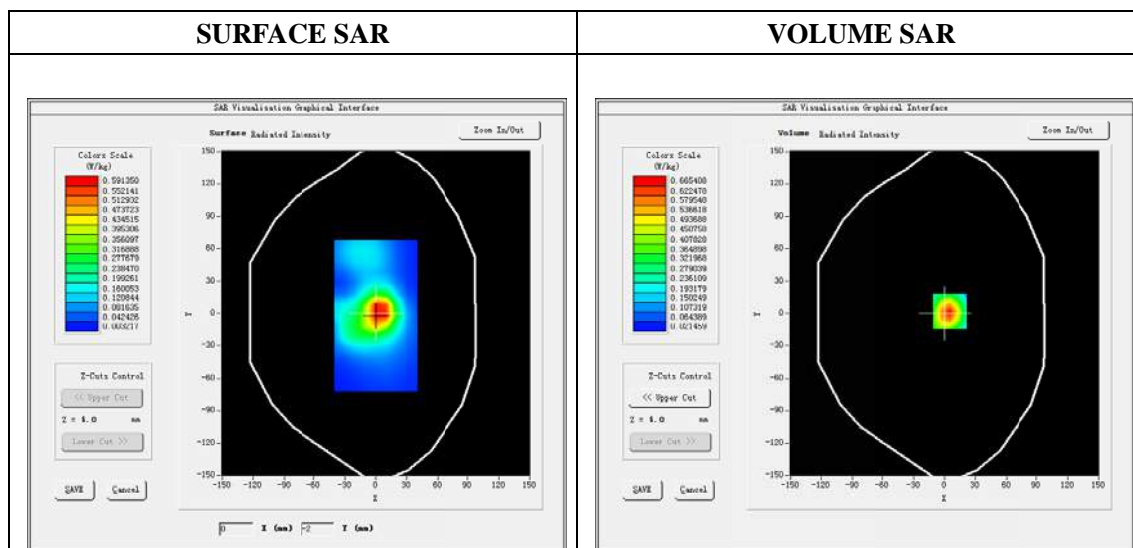 SURFACE SAR
VOLUME SAR
SAR Visualisation Graphical Interface
Surface Radiated Intensity
Zoom In/Out
Colors Scale
(W/kg)
0.591350
0.552141
0.512932
0.473723
0.434515
0.395306
0.356097
0.316888
0.277679
0.238470
0.199261
0.160053
0.120844
0.081635
0.042426
0.003217
150
120
90
60
30
0
-30
-60
-90
-120
-150
Y
-150 -120 -90 -60 -30 0 30 60 90 120 150
X
Z-Cuts Control
<< Upper Cut
Z = 4.0 mm
Lower Cut >>
SAVE
Cancel
0 X (mm) -2 Y (mm)
SAR Visualisation Graphical Interface
Volume Radiated Intensity
Zoom In/Out
Colors Scale
(W/kg)
0.665400
0.622470
0.579540
0.536618
0.493688
0.450758
0.407828
0.364898
0.321968
0.279039
0.236109
0.193179
0.150249
0.107319
0.064389
0.021459
150
120
90
60
30
0
-30
-60
-90
-120
-150
Y
-150 -120 -90 -60 -30 0 30 60 90 120 150
X
Z-Cuts Control
<< Upper Cut
Z = 4.0 mm
Lower Cut >>
SAVE
Cancel